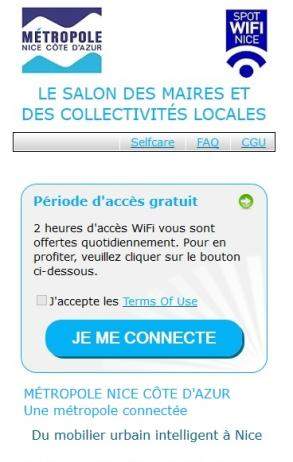 MÉTROPOLE
NICE CÔTE D'AZUR
SPOT
WIFI
NICE
LE SALON DES MAIRES ET
DES COLLECTIVITÉS LOCALES
Selfcare FAQ CGU
Période d'accès gratuit
2 heures d'accès WiFi vous sont
offertes quotidiennement. Pour en
profiter, veuillez cliquer sur le bouton
ci-dessous.
J'accepte les Terms Of Use
JE ME CONNECTE
MÉTROPOLE NICE CÔTE D'AZUR
Une métropole connectée
Du mobilier urbain intelligent à Nice